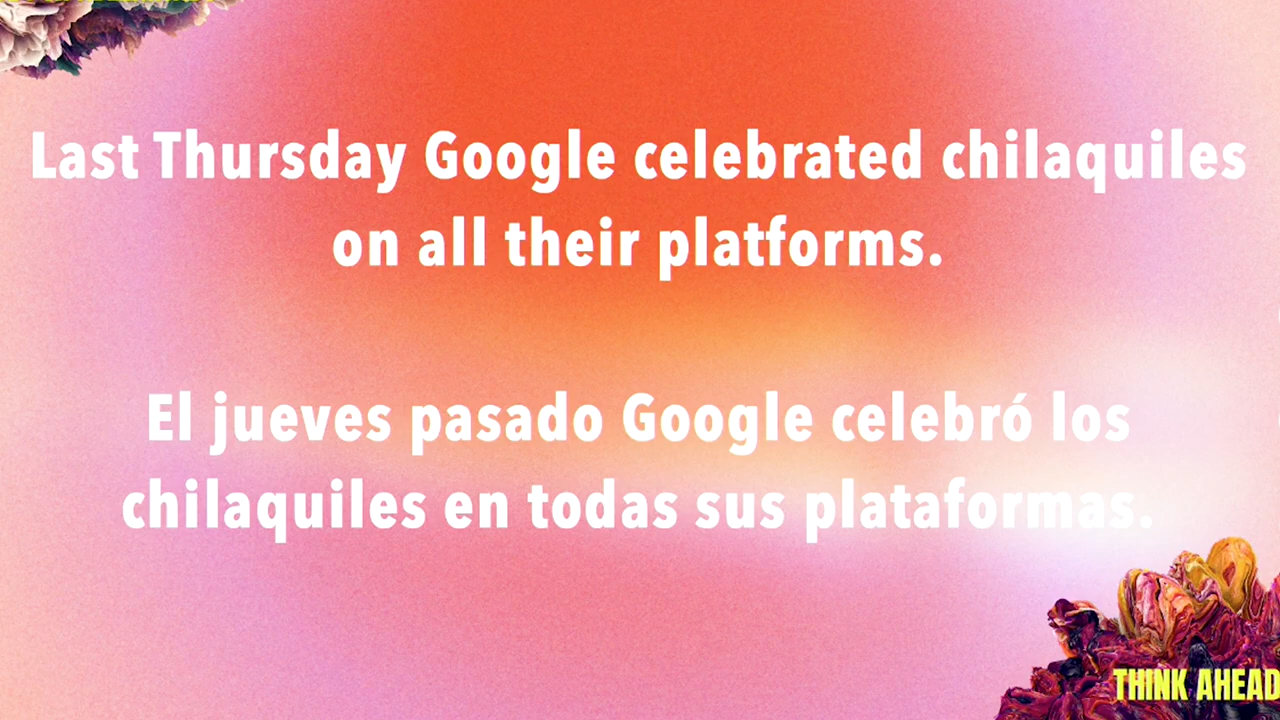 Last Thursday Google celebrated chilaquiles
on all their platforms.
El jueves pasado Google celebró los
chilaquiles en todas sus plataformas.
THINK AHEAD